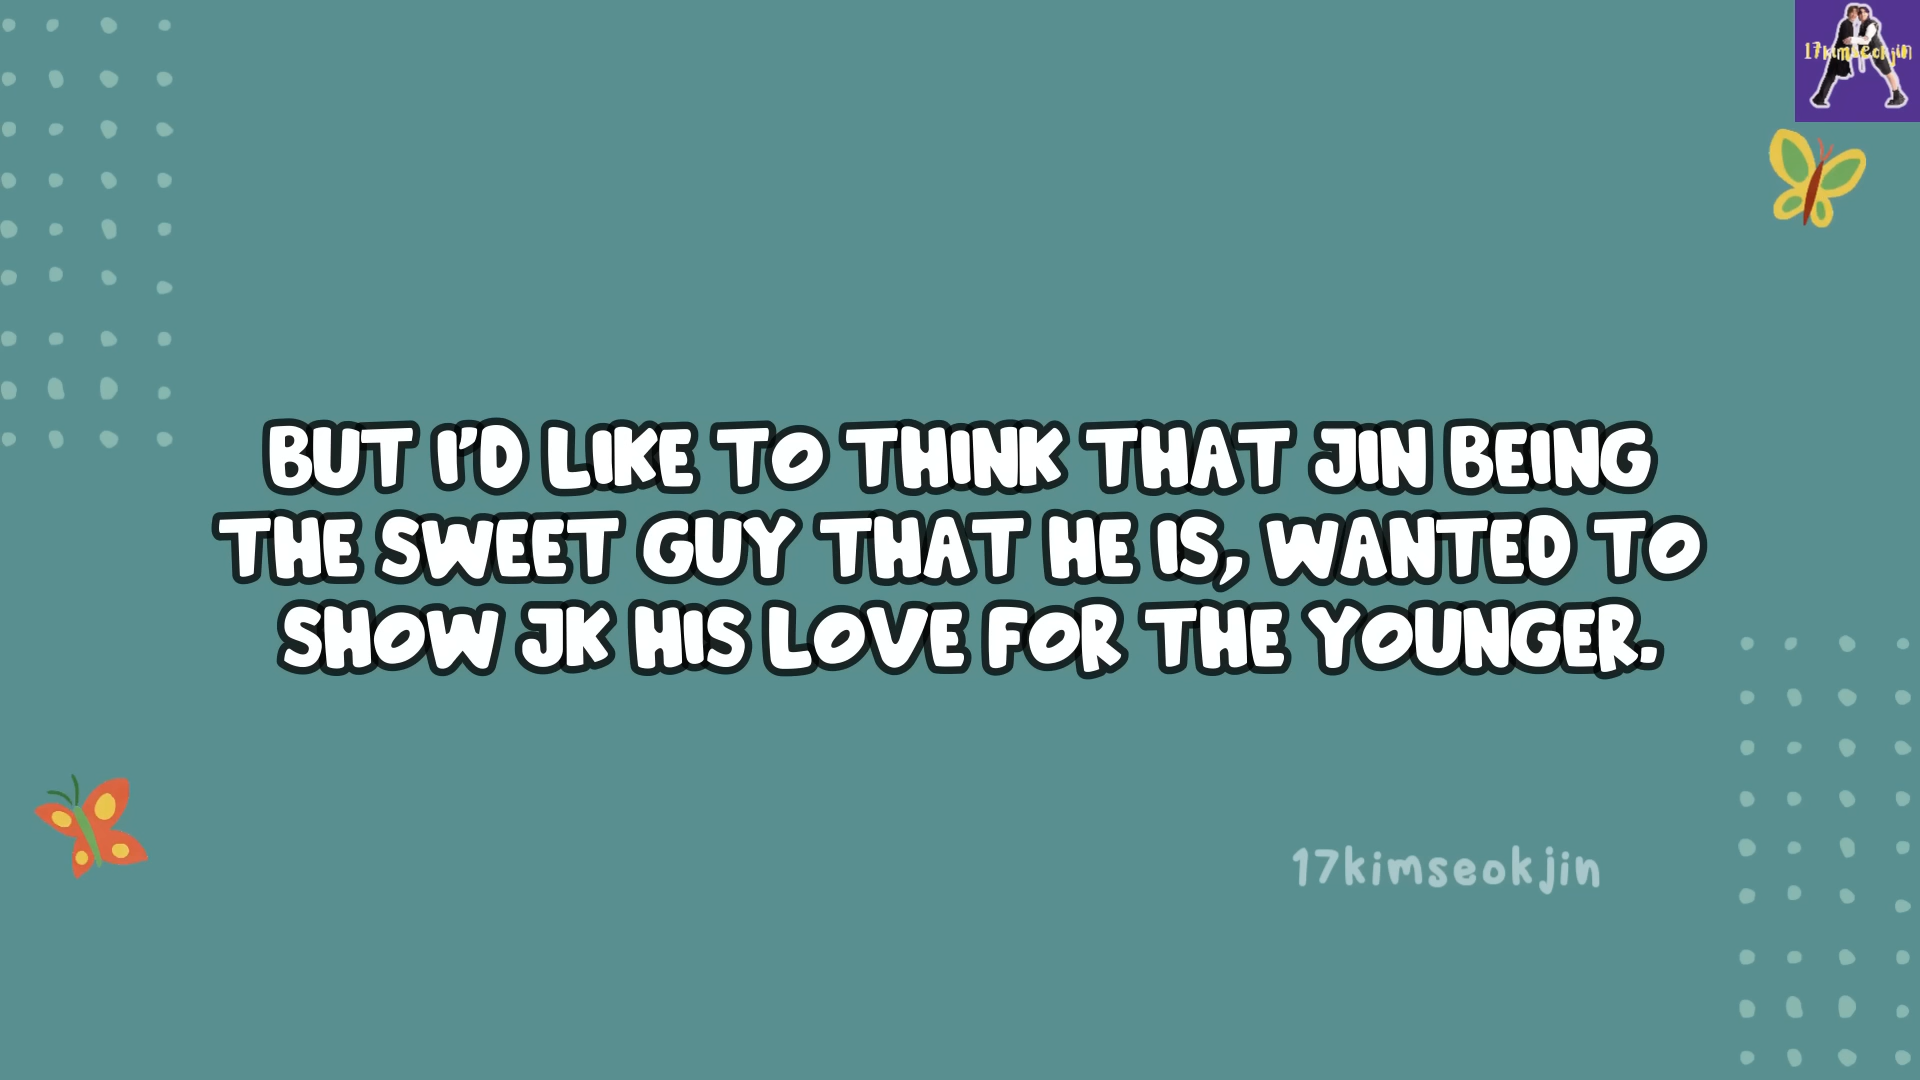 17kimseokjin
BUT I'D LIKE TO THINK THAT JIN BEING
THE SWEET GUY THAT HE IS, WANTED TO
SHOW JK HIS LOVE FOR THE YOUNGER.
17kimseokjin